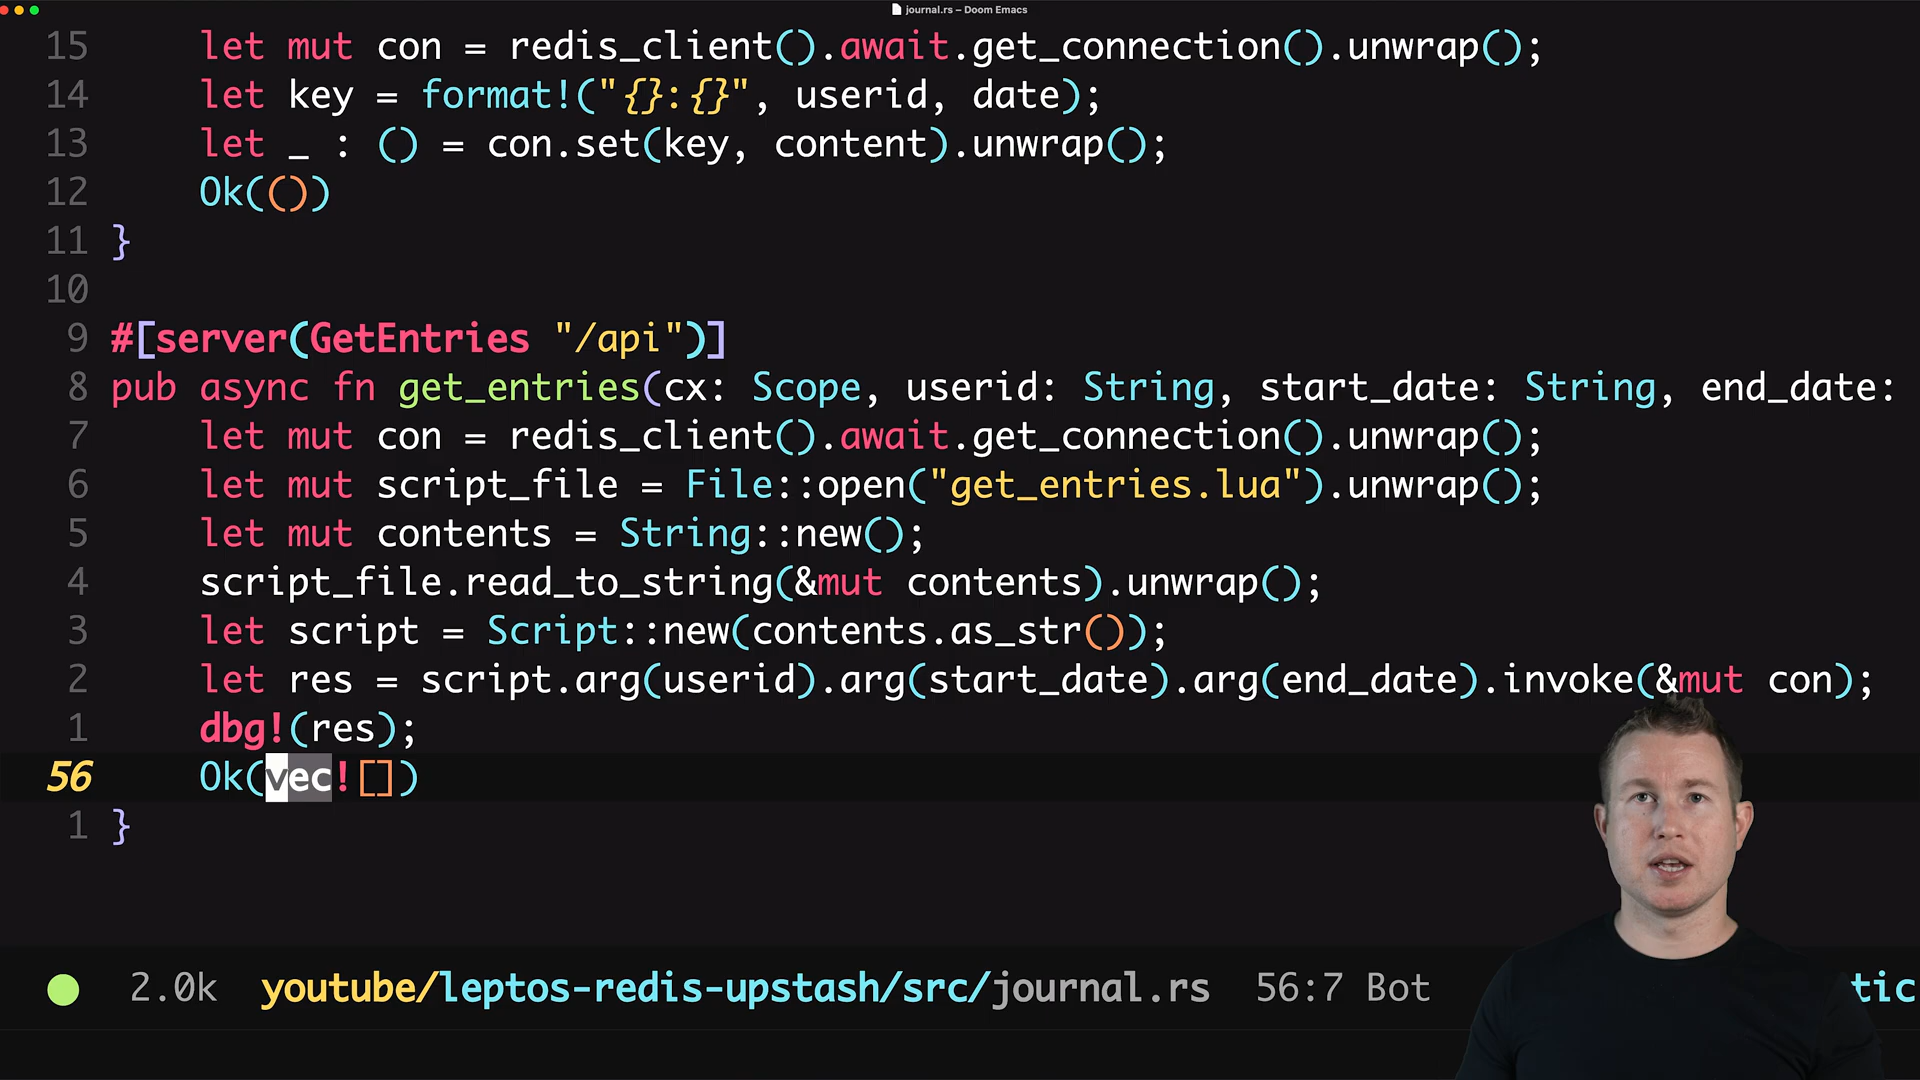 journal.rs – Doom Emacs
15 let mut con = redis_client().await.get_connection().unwrap();
14 let key = format!("{}:{}", userid, date);
13 let _ : () = con.set(key, content).unwrap();
12 Ok(())
11 }
10
9 #[server(GetEntries "/api")]
8 pub async fn get_entries(cx: Scope, userid: String, start_date: String, end_date:
7 let mut con = redis_client().await.get_connection().unwrap();
6 let mut script_file = File::open("get_entries.lua").unwrap();
5 let mut contents = String::new();
4 script_file.read_to_string(&mut contents).unwrap();
3 let script = Script::new(contents.as_str());
2 let res = script.arg(userid).arg(start_date).arg(end_date).invoke(&mut con);
1 dbg!(res);
56 Ok(vec![])
1 }
2.0k youtube/leptos-redis-upstash/src/journal.rs 56:7 Bot tic